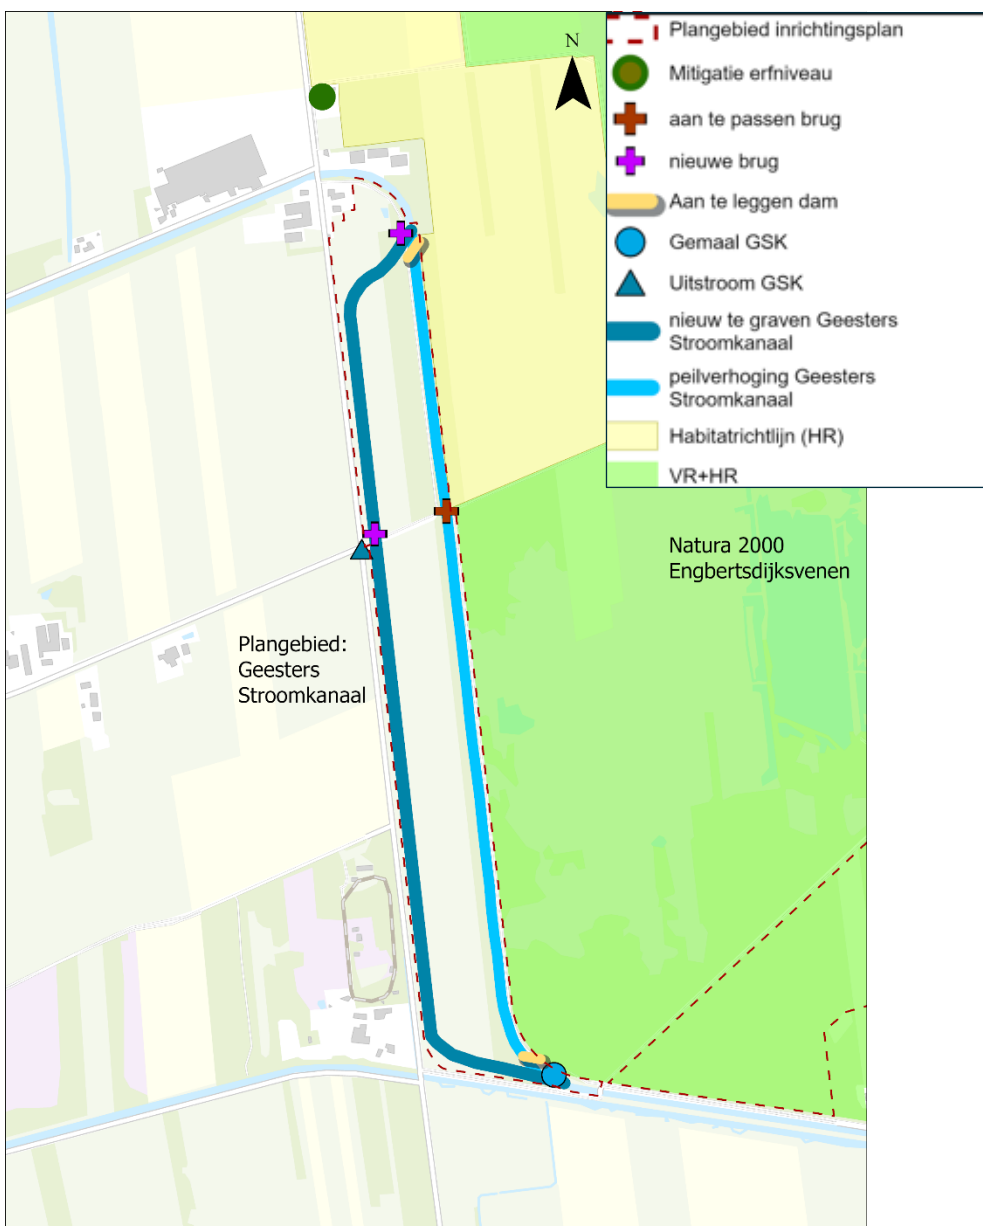 N
Plangebied inrichtingsplan
Mitigatie erfniveau
aan te passen brug
nieuwe brug
Aan te leggen dam
Gemaal GSK
Uitstroom GSK
nieuw te graven Geesters
Stroomkanaal
peilverhoging Geesters
Stroomkanaal
Habitatrichtlijn (HR)
VR+HR
Natura 2000
Engbertsdijksvenen
Plangebied:
Geesters
Stroomkanaal